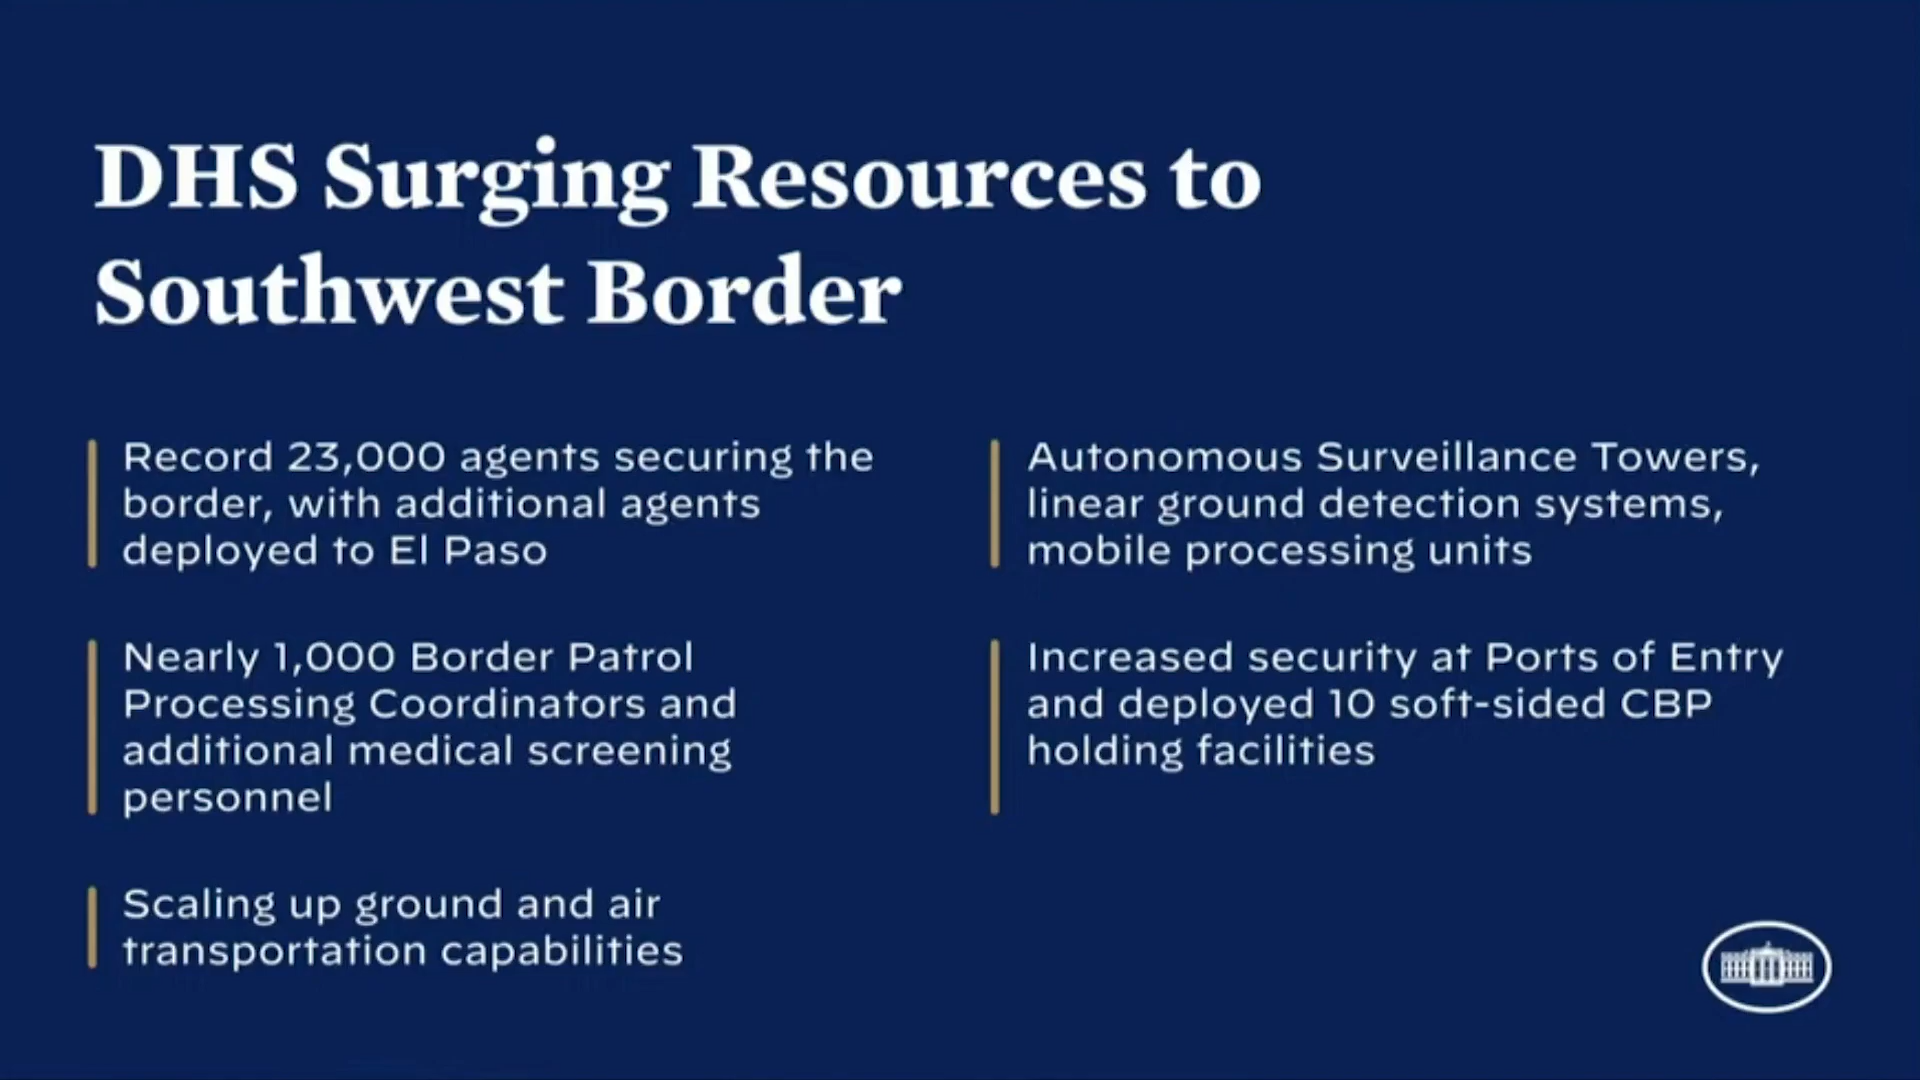 DHS Surging Resources to
Southwest Border
Record 23,000 agents securing the
border, with additional agents
deployed to El Paso
Nearly 1,000 Border Patrol
Processing Coordinators and
additional medical screening
personnel
Scaling up ground and air
transportation capabilities
Autonomous Surveillance Towers,
linear ground detection systems,
mobile processing units
Increased security at Ports of Entry
and deployed 10 soft-sided CBP
holding facilities